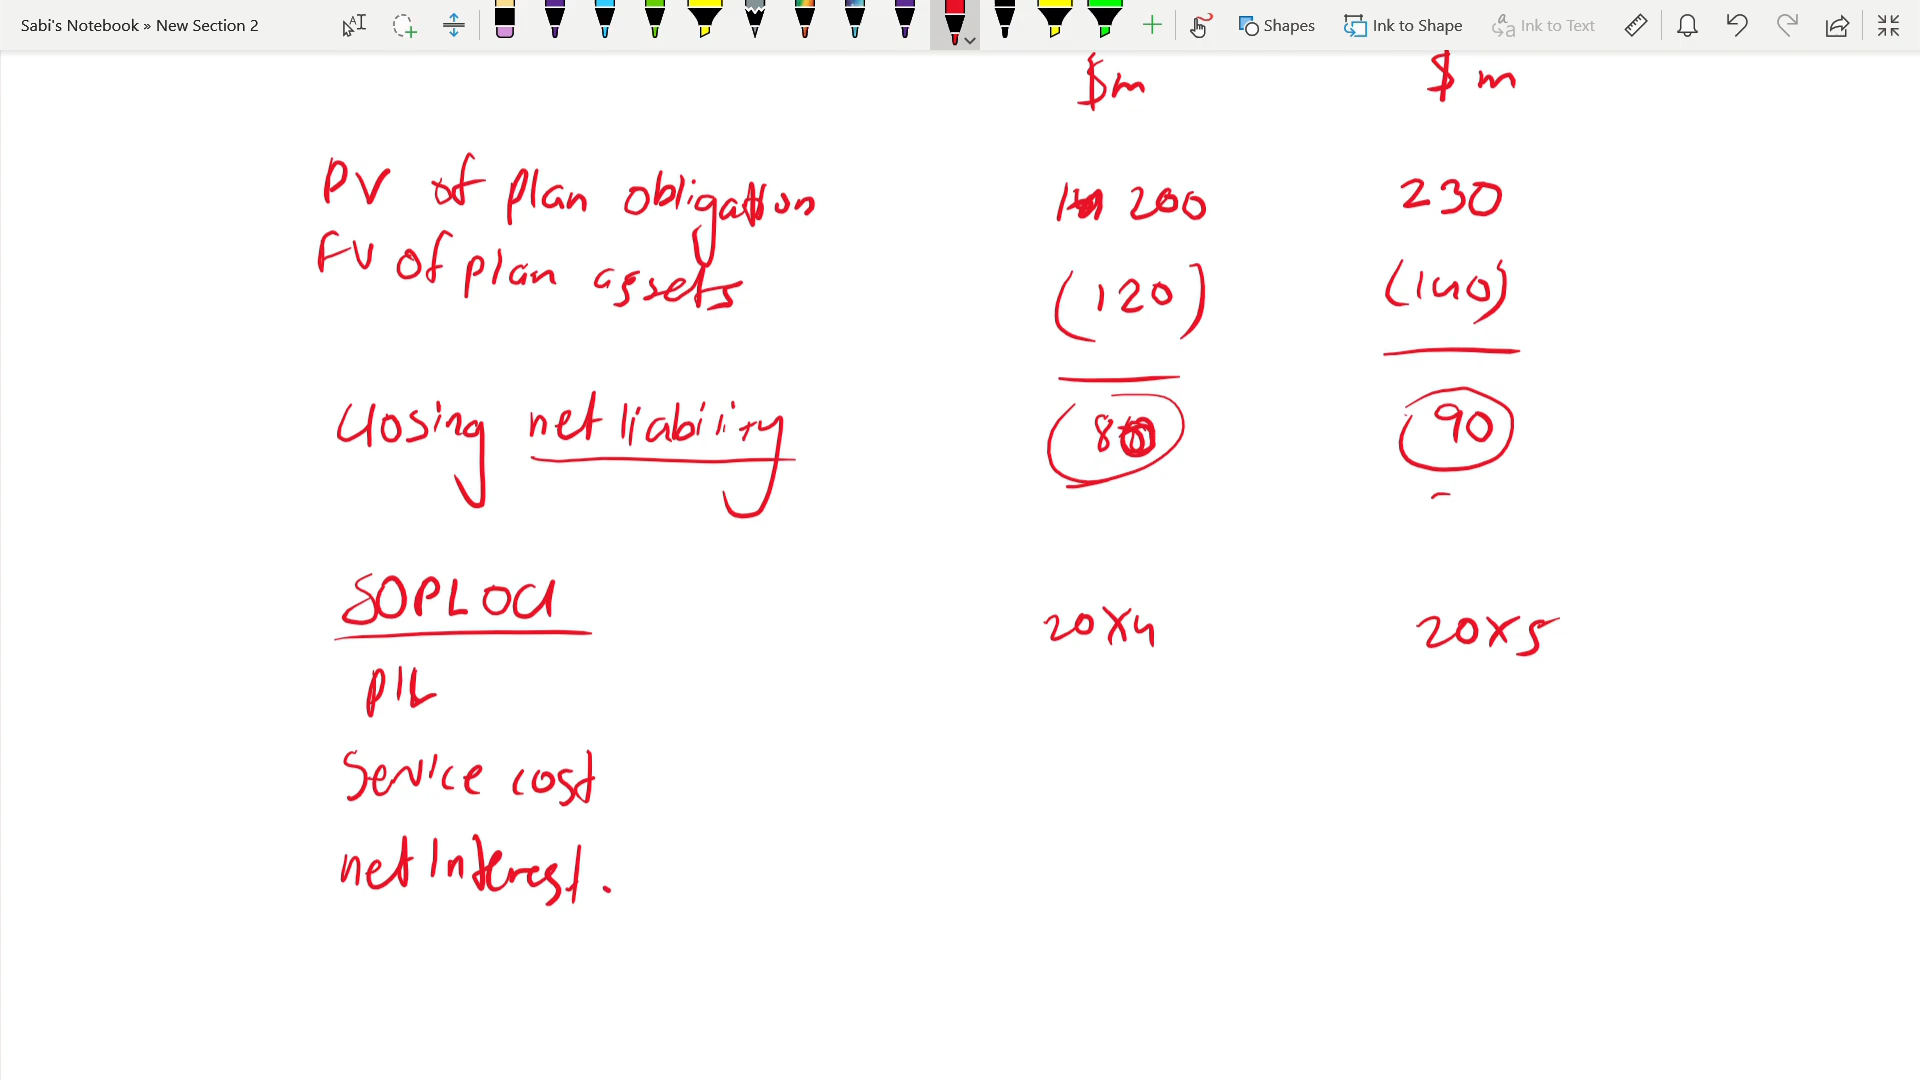 Sabi's Notebook » New Section 2
Shapes
Ink to Shape
Ink to Text
$m $m
PV of plan obligation 200 230
FV of plan assets (120) (140)
closing net liability 80 90
SOPLOCI 20X4 20X5
P/L
Service cost
net interest.